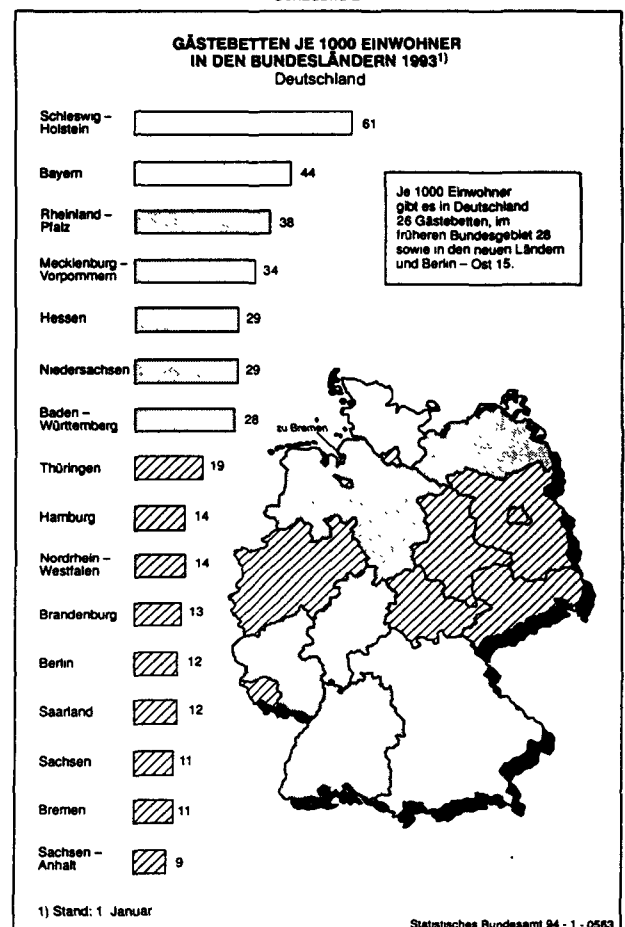 GÄSTEBETTEN JE 1000 EINWOHNER
IN DEN BUNDESLÄNDERN 1993¹⁾
Deutschland
Schleswig –
Holstein
61
Bayern
44
Rheinland –
Pfalz
38
Mecklenburg –
Vorpommern
34
Hessen
29
Niedersachsen
29
Baden –
Württemberg
28
Thüringen
19
Hamburg
14
Nordrhein –
Westfalen
14
Brandenburg
13
Berlin
12
Saarland
12
Sachsen
11
Bremen
11
Sachsen –
Anhalt
9
Je 1000 Einwohner
gibt es in Deutschland
26 Gästebetten, im
früheren Bundesgebiet 28
sowie in den neuen Ländern
und Berlin – Ost 15.
zu Bremen
1) Stand: 1 Januar
Statistisches Bundesamt 94 - 1 - 0563